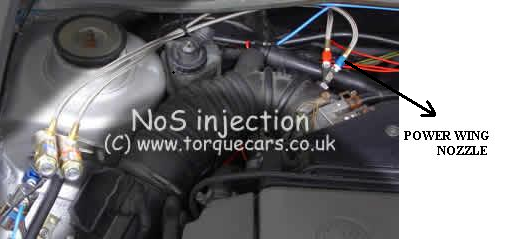 NoS injection
(C) www.torquecars.co.uk
POWER WING
NOZZLE